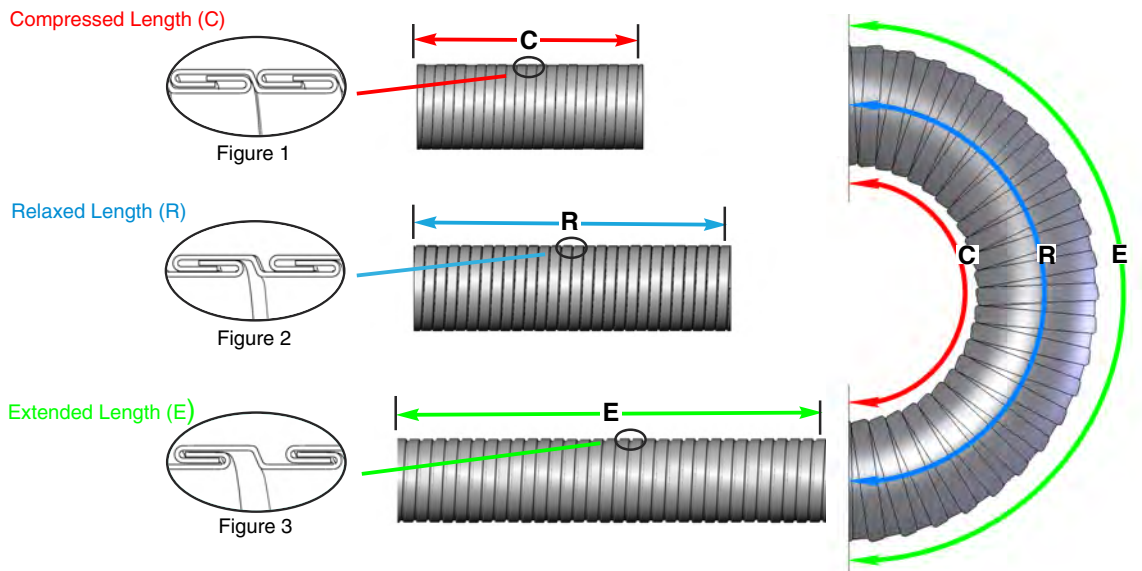 Compressed Length (C)
C
Figure 1
Relaxed Length (R)
R
Figure 2
Extended Length (E)
E
Figure 3
C
R
E